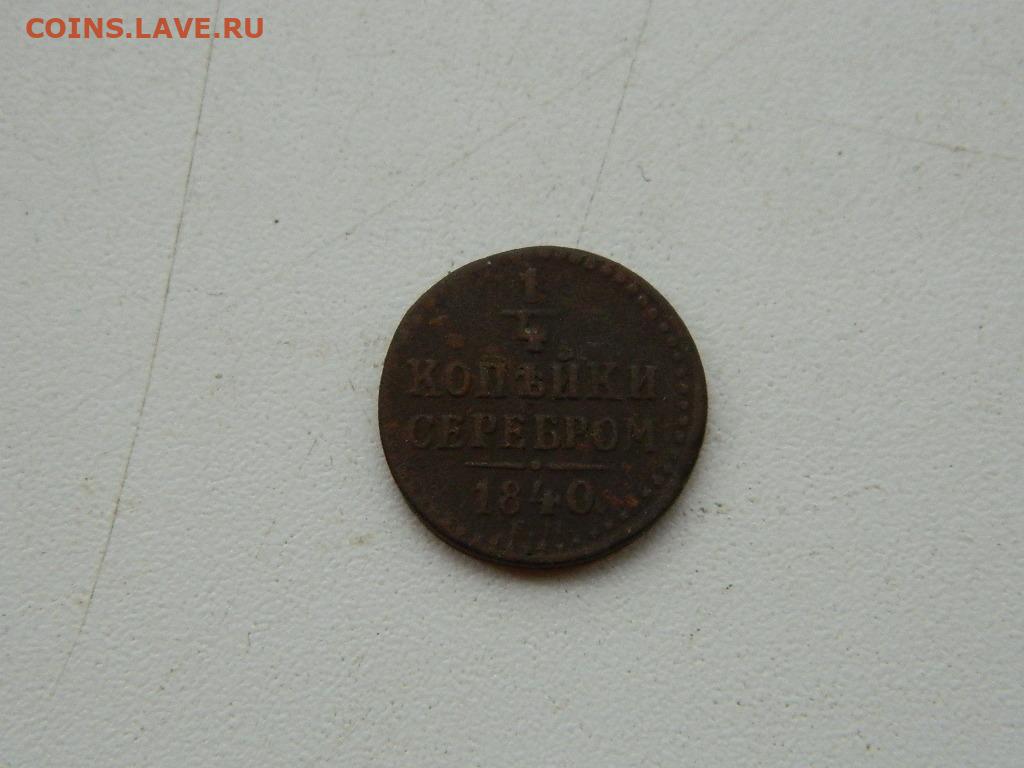 COINS.LAVE.RU
1
4
КОПѢЙКИ
СЕРЕБРОМ
1840